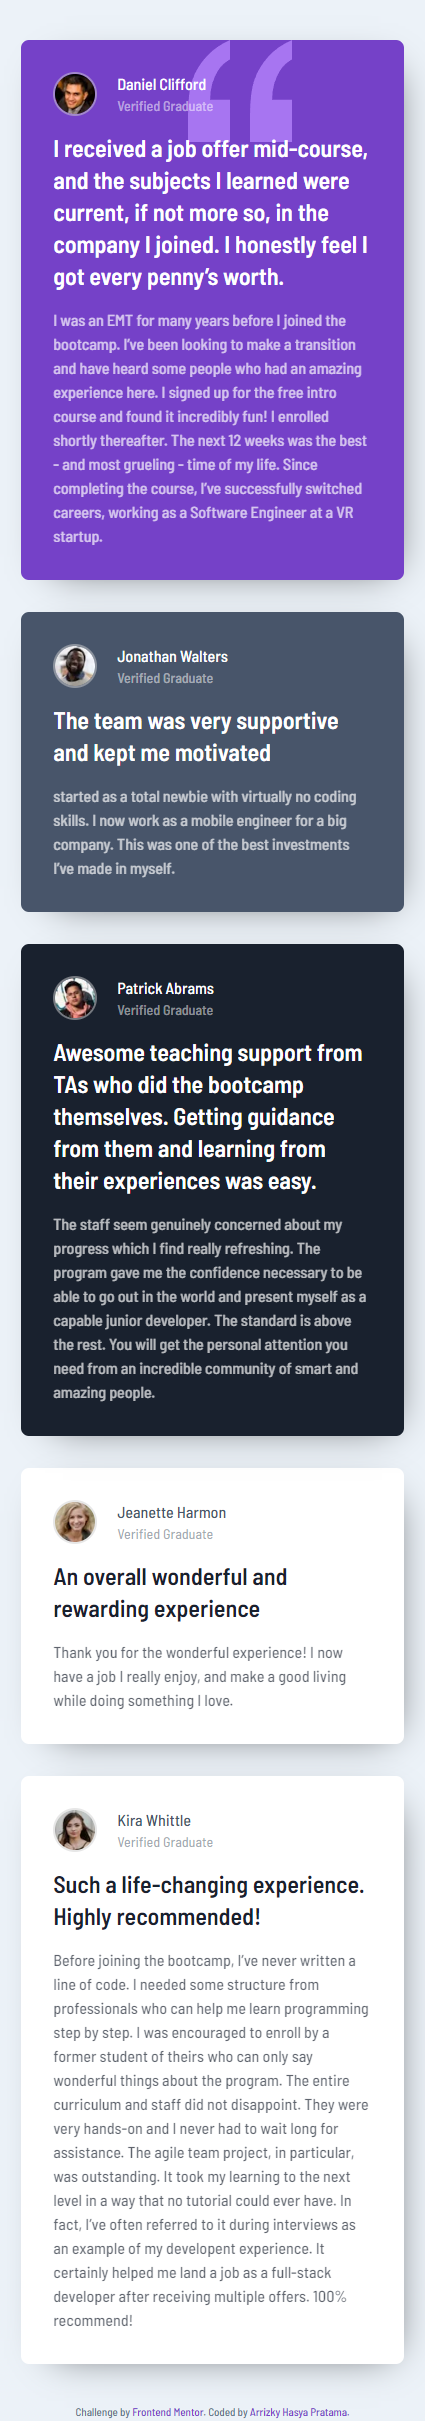 Daniel Clifford
Verified Graduate
I received a job offer mid-course,
and the subjects I learned were
current, if not more so, in the
company I joined. I honestly feel I
got every penny’s worth.
I was an EMT for many years before I joined the
bootcamp. I’ve been looking to make a transition
and have heard some people who had an amazing
experience here. I signed up for the free intro
course and found it incredibly fun! I enrolled
shortly thereafter. The next 12 weeks was the best
- and most grueling - time of my life. Since
completing the course, I’ve successfully switched
careers, working as a Software Engineer at a VR
startup.
Jonathan Walters
Verified Graduate
The team was very supportive
and kept me motivated
started as a total newbie with virtually no coding
skills. I now work as a mobile engineer for a big
company. This was one of the best investments
I’ve made in myself.
Patrick Abrams
Verified Graduate
Awesome teaching support from
TAs who did the bootcamp
themselves. Getting guidance
from them and learning from
their experiences was easy.
The staff seem genuinely concerned about my
progress which I find really refreshing. The
program gave me the confidence necessary to be
able to go out in the world and present myself as a
capable junior developer. The standard is above
the rest. You will get the personal attention you
need from an incredible community of smart and
amazing people.
Jeanette Harmon
Verified Graduate
An overall wonderful and
rewarding experience
Thank you for the wonderful experience! I now
have a job I really enjoy, and make a good living
while doing something I love.
Kira Whittle
Verified Graduate
Such a life-changing experience.
Highly recommended!
Before joining the bootcamp, I’ve never written a
line of code. I needed some structure from
professionals who can help me learn programming
step by step. I was encouraged to enroll by a
former student of theirs who can only say
wonderful things about the program. The entire
curriculum and staff did not disappoint. They were
very hands-on and I never had to wait long for
assistance. The agile team project, in particular,
was outstanding. It took my learning to the next
level in a way that no tutorial could ever have. In
fact, I’ve often referred to it during interviews as
an example of my developent experience. It
certainly helped me land a job as a full-stack
developer after receiving multiple offers. 100%
recommend!
Challenge by Frontend Mentor. Coded by Arrizky Hasya Pratama.